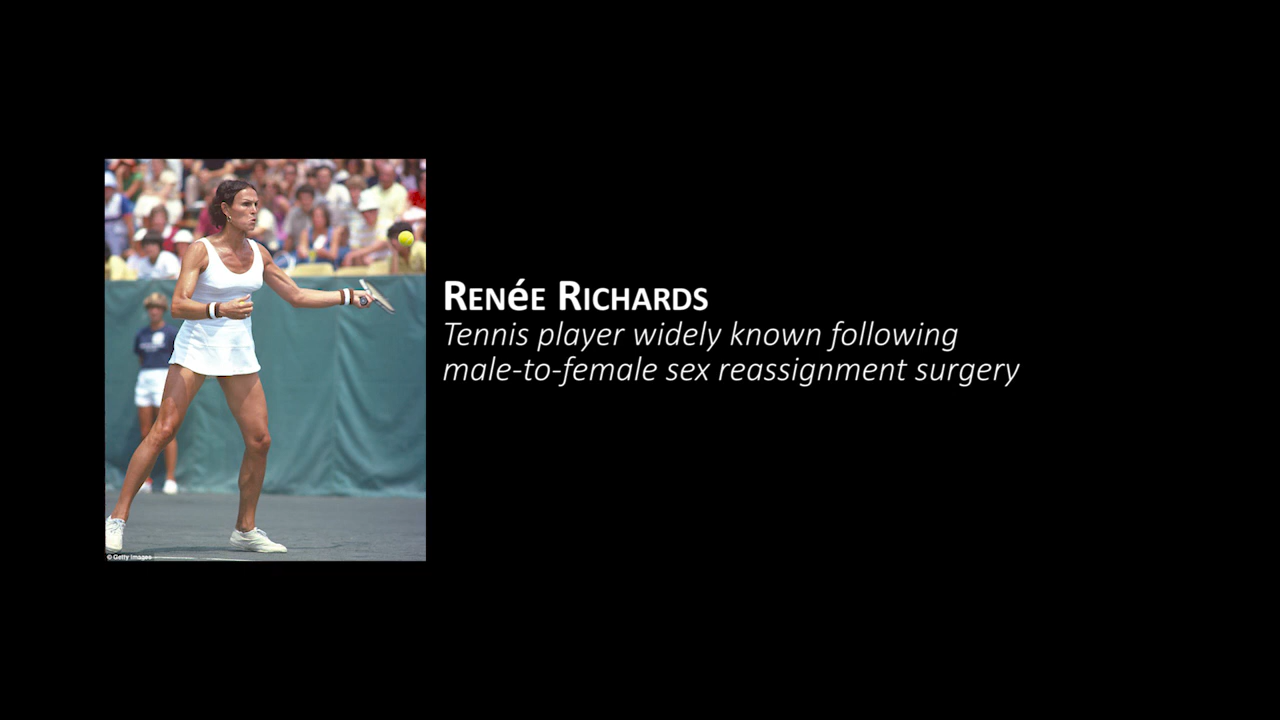 Renée Richards
Tennis player widely known following
male-to-female sex reassignment surgery
© Getty Images